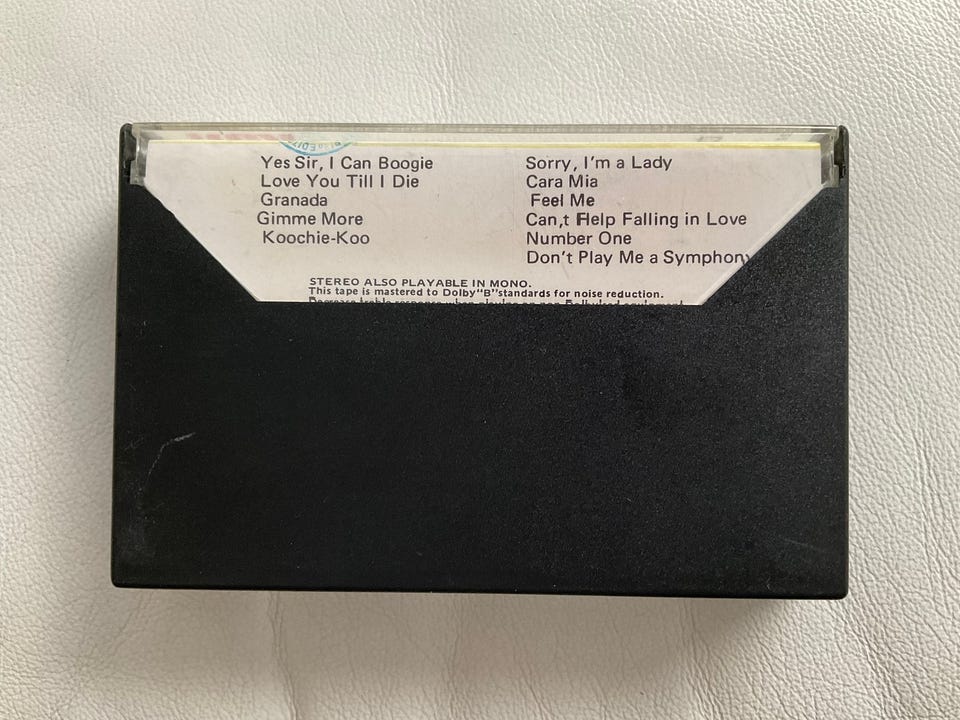 Yes Sir, I Can Boogie
Love You Till I Die
Granada
Gimme More
Koochie-Koo
Sorry, I'm a Lady
Cara Mia
Feel Me
Can,t Help Falling in Love
Number One
Don't Play Me a Symphony
STEREO ALSO PLAYABLE IN MONO.
This tape is mastered to Dolby "B" standards for noise reduction.